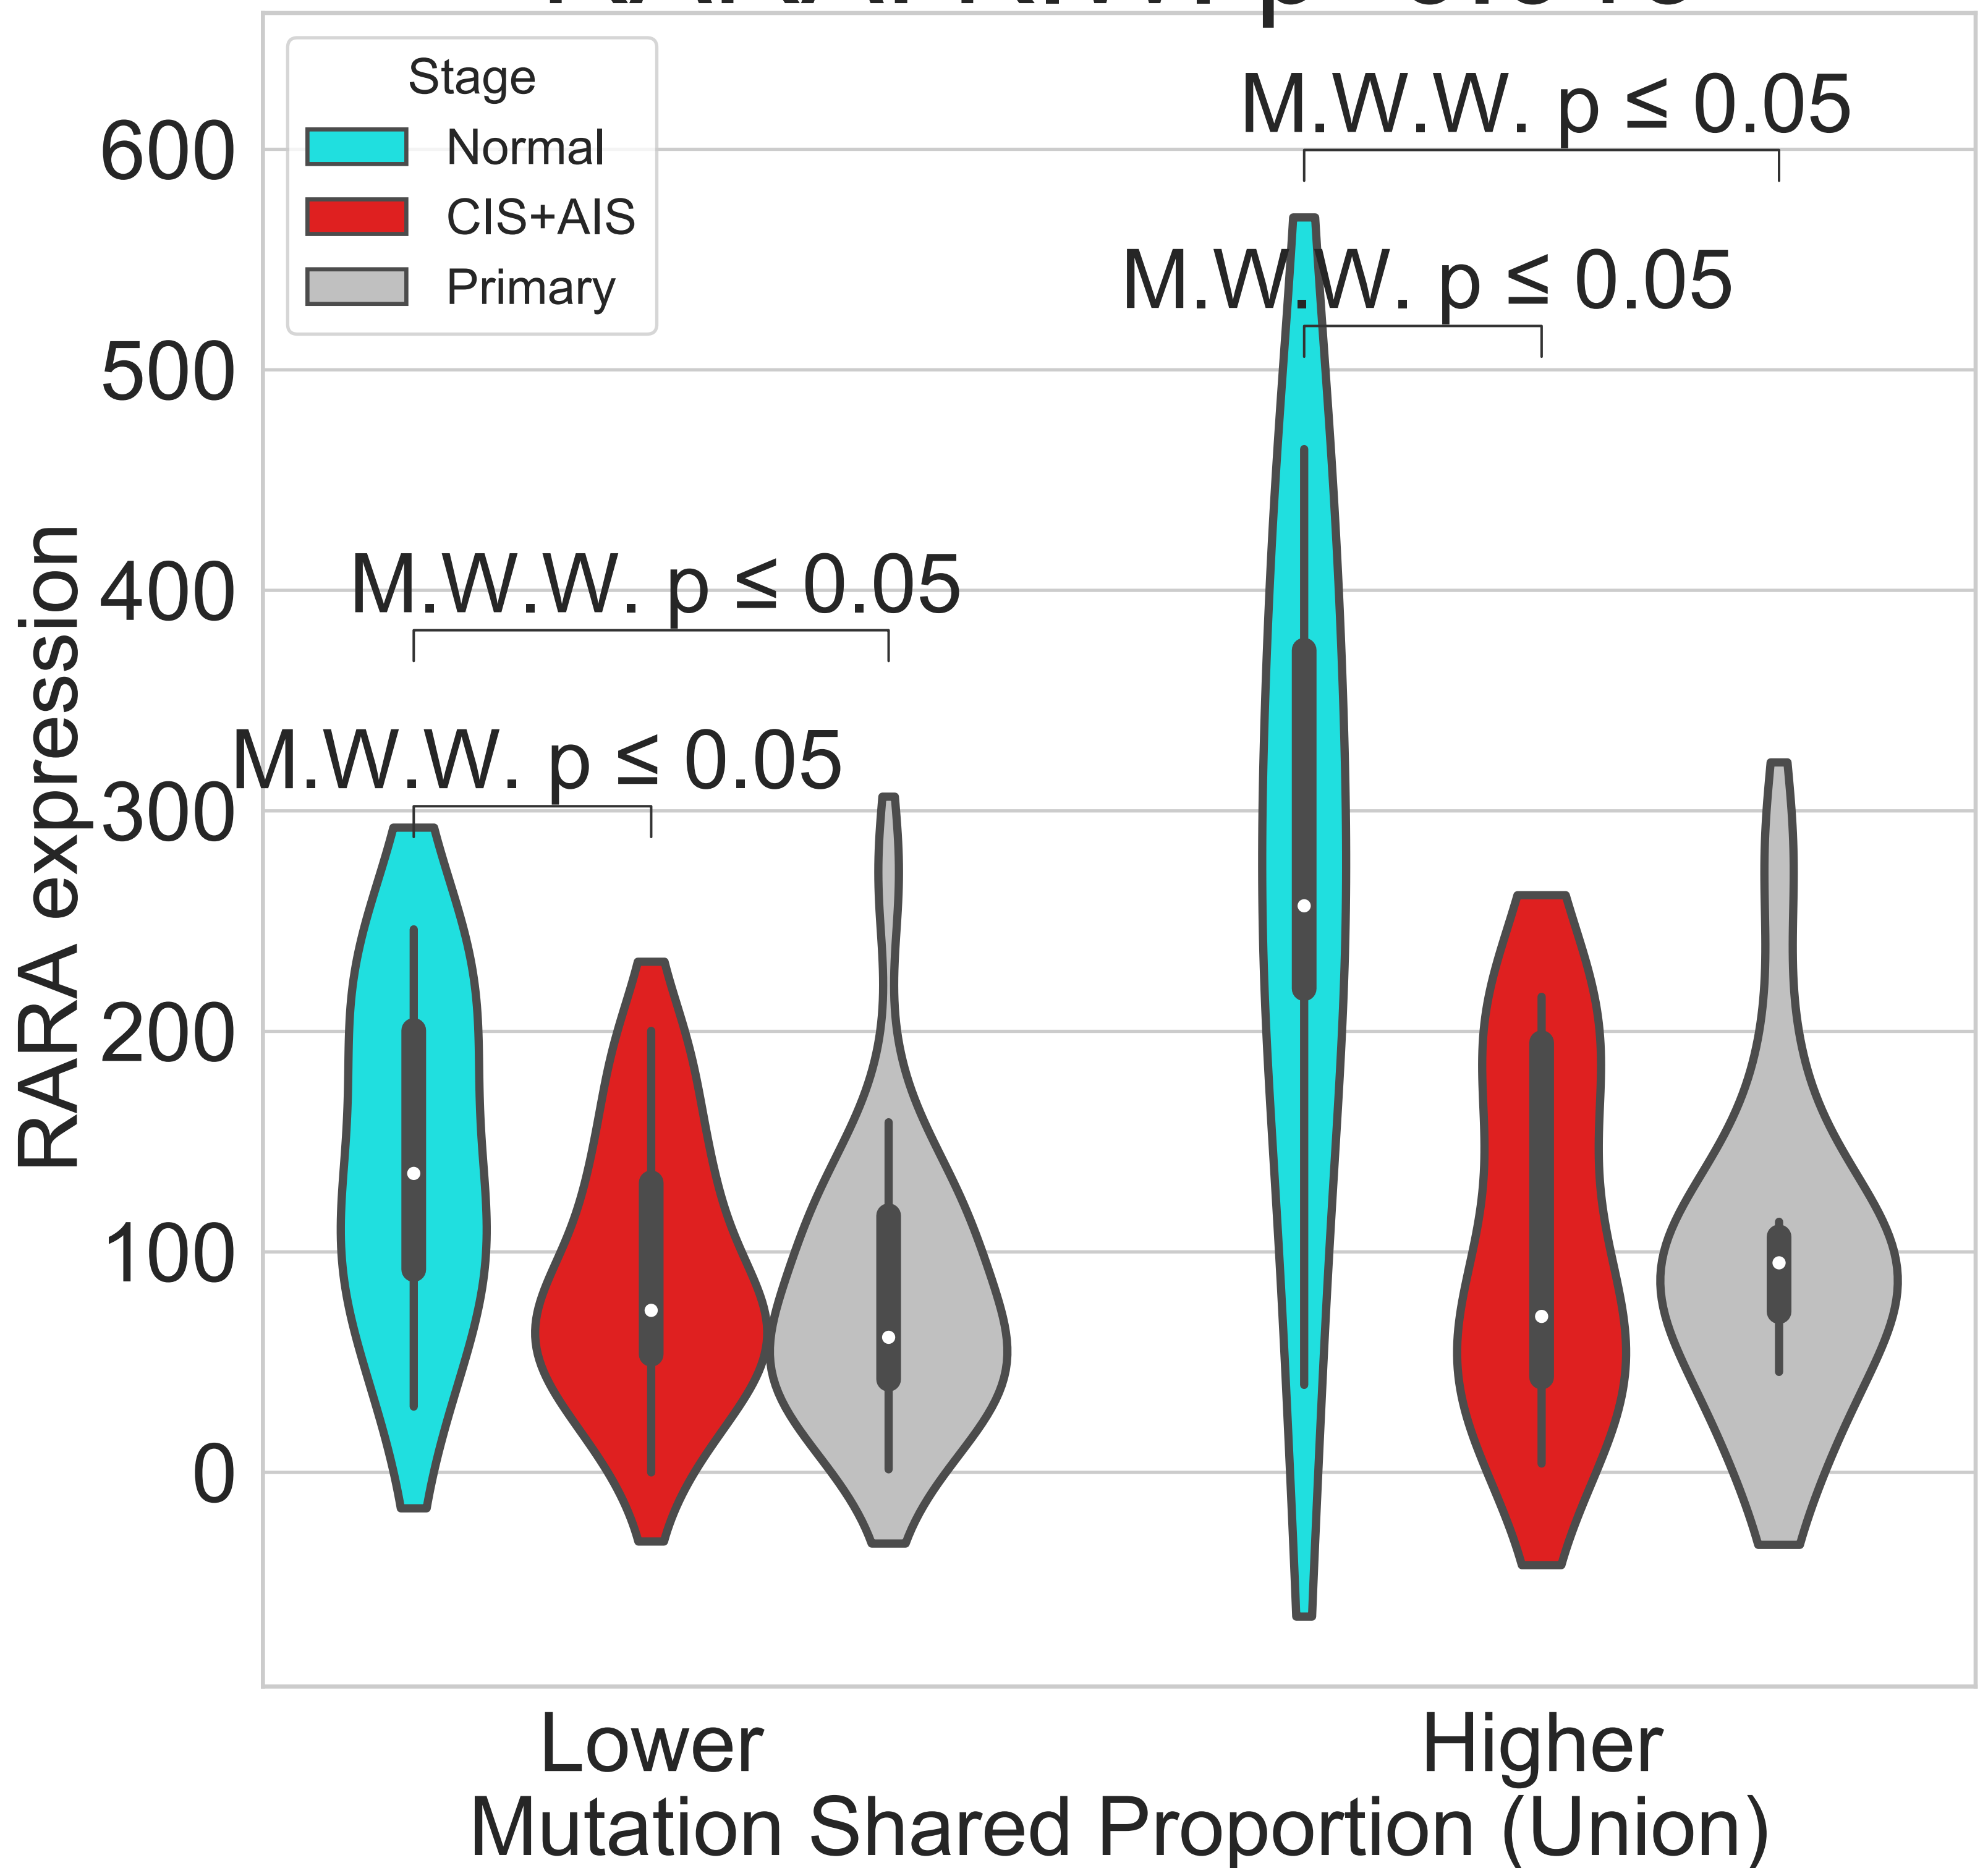 Stage
Normal
CIS+AIS
Primary
M.W.W. p ≤ 0.05
M.W.W. p ≤ 0.05
M.W.W. p ≤ 0.05
M.W.W. p ≤ 0.05
600
500
400
300
200
100
0
RARA expression
Lower
Higher
Mutation Shared Proportion (Union)